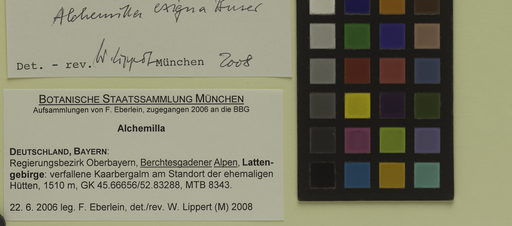 Alchemilla exigua Buser
Det. - rev. W. Lippert München 2008
BOTANISCHE STAATSSAMMLUNG MÜNCHEN
Aufsammlungen von F. Eberlein, zugegangen 2006 an die BBG
Alchemilla
DEUTSCHLAND, BAYERN:
Regierungsbezirk Oberbayern, Berchtesgadener Alpen, Latten-
gebirge: verfallene Kaarbergalm am Standort der ehemaligen
Hütten, 1510 m, GK 45.66656/52.83288, MTB 8343.
22. 6. 2006 leg. F. Eberlein, det./rev. W. Lippert (M) 2008